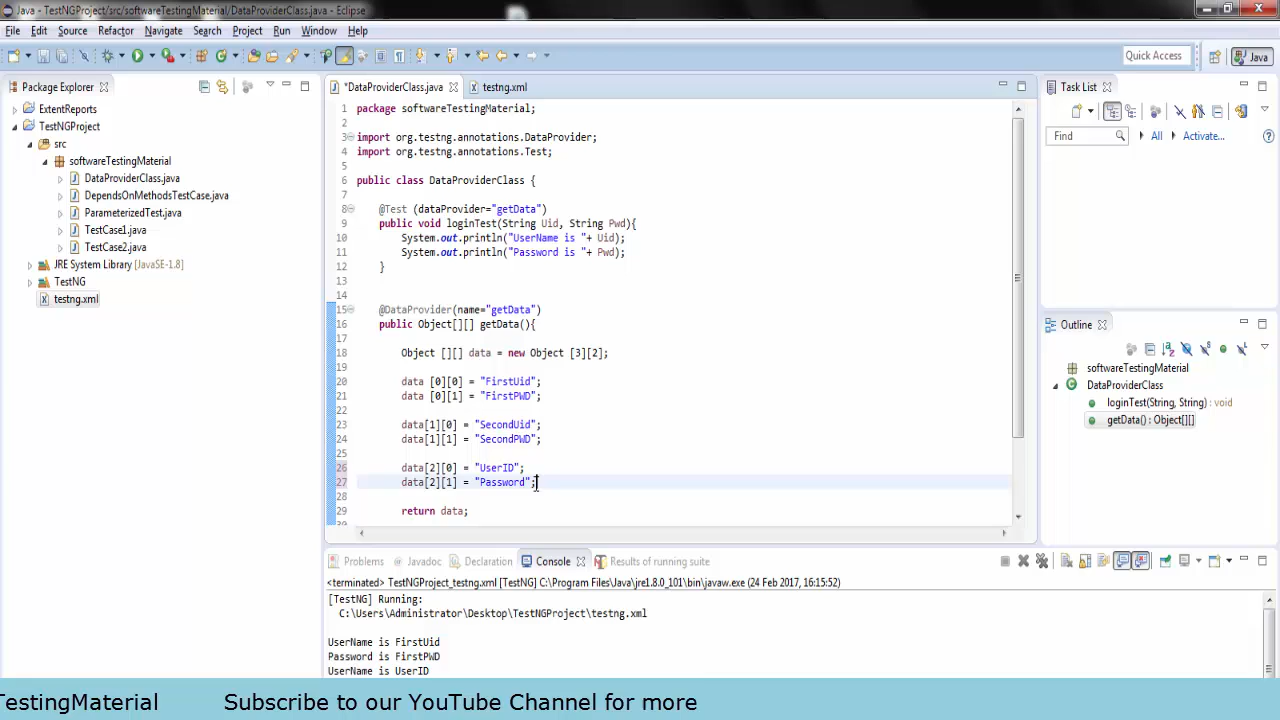 Java - TestNGProject/src/softwareTestingMaterial/DataProviderClass.java - Eclipse
File Edit Source Refactor Navigate Search Project Run Window Help
Quick Access
Java
Package Explorer
ExtentReports
TestNGProject
src
softwareTestingMaterial
DataProviderClass.java
DependsOnMethodsTestCase.java
ParameterizedTest.java
TestCase1.java
TestCase2.java
JRE System Library [JavaSE-1.8]
TestNG
testng.xml
*DataProviderClass.java testng.xml
1 package softwareTestingMaterial;
2
3 import org.testng.annotations.DataProvider;
4 import org.testng.annotations.Test;
5
6 public class DataProviderClass {
7
8 @Test (dataProvider="getData")
9 public void loginTest(String Uid, String Pwd){
10 System.out.println("UserName is "+ Uid);
11 System.out.println("Password is "+ Pwd);
12 }
13
14
15 @DataProvider(name="getData")
16 public Object[][] getData(){
17
18 Object [][] data = new Object [3][2];
19
20 data [0][0] = "FirstUid";
21 data [0][1] = "FirstPWD";
22
23 data[1][0] = "SecondUid";
24 data[1][1] = "SecondPWD";
25
26 data[2][0] = "UserID";
27 data[2][1] = "Password";
28
29 return data;
30
Task List
Find All Activate...
Outline
softwareTestingMaterial
DataProviderClass
loginTest(String, String) : void
getData() : Object[][]
Problems Javadoc Declaration Console Results of running suite
<terminated> TestNGProject_testng.xml [TestNG] C:\Program Files\Java\jre1.8.0_101\bin\javaw.exe (24 Feb 2017, 16:15:52)
[TestNG] Running:
C:\Users\Administrator\Desktop\TestNGProject\testng.xml
UserName is FirstUid
Password is FirstPWD
UserName is UserID
TestingMaterial Subscribe to our YouTube Channel for more